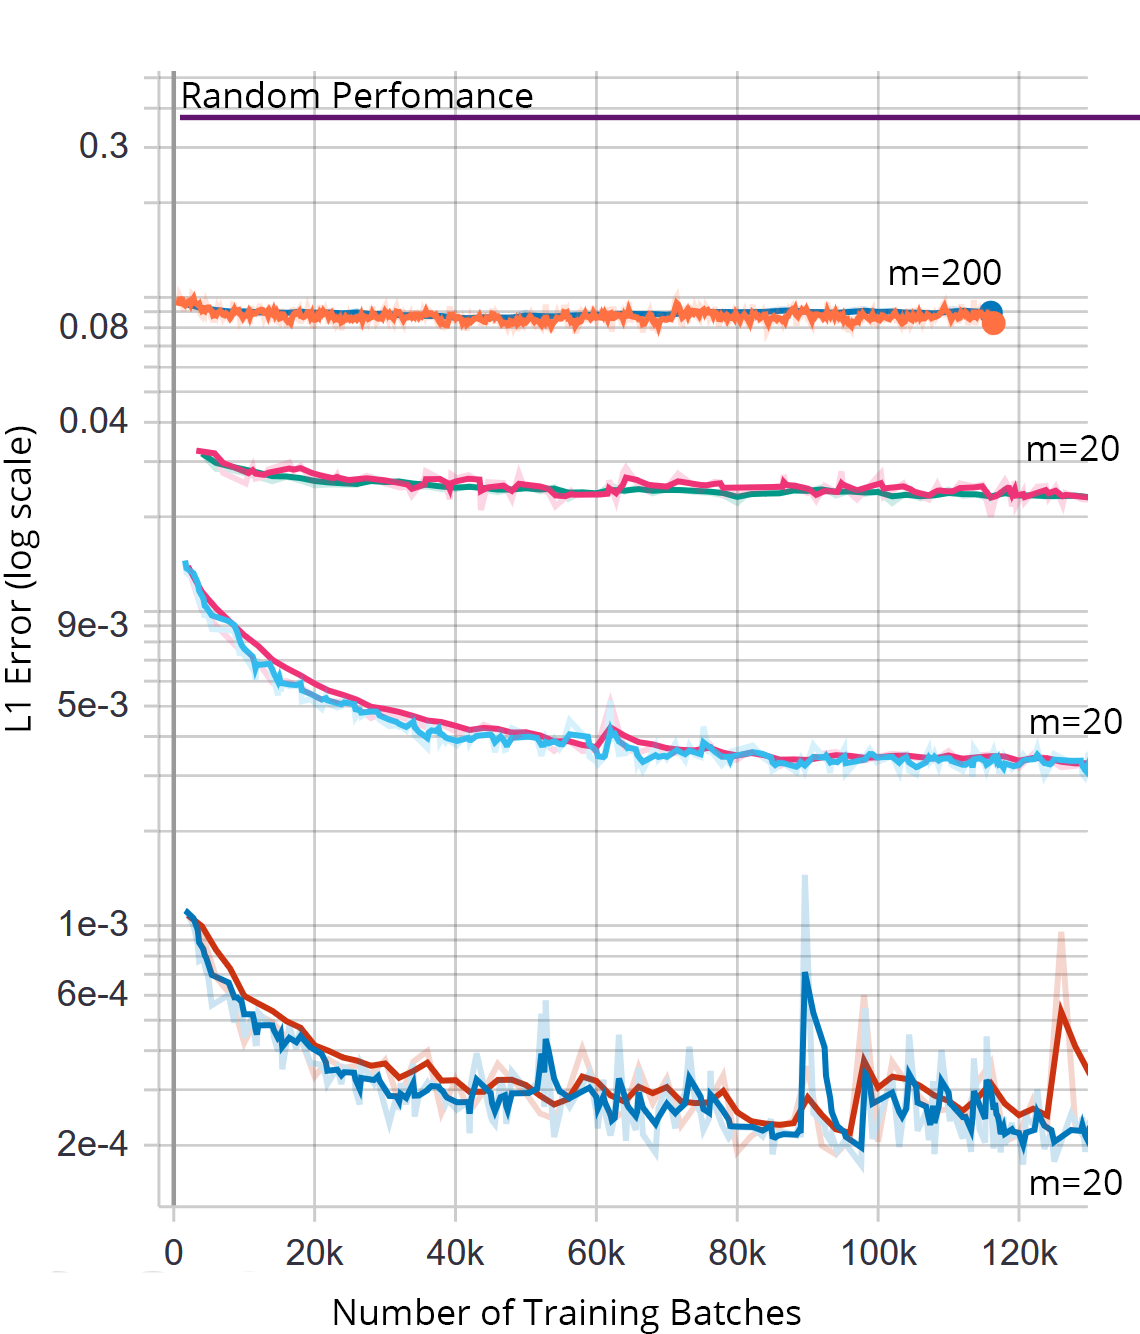 Random Perfomance
0.3
m=200
0.08
0.04
m=20
L1 Error (log scale)
9e-3
5e-3
m=20
1e-3
6e-4
2e-4
m=20
0 20k 40k 60k 80k 100k 120k
Number of Training Batches